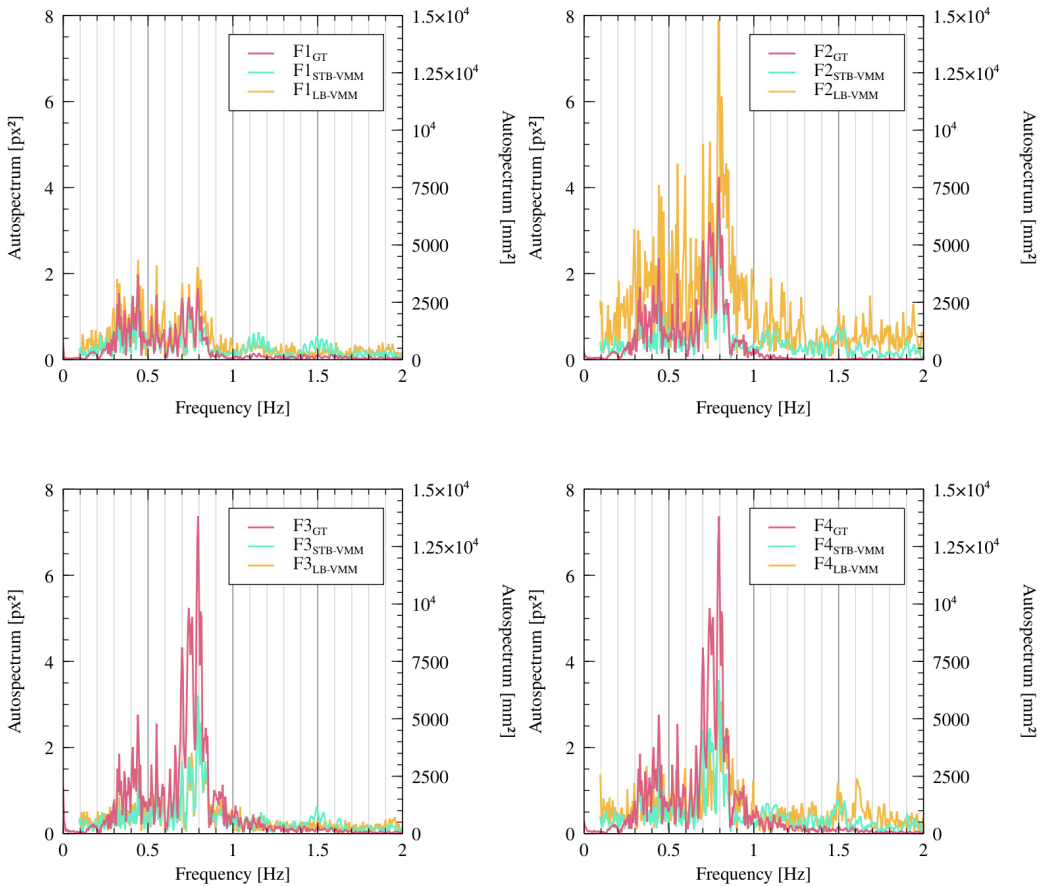 8
6
4
2
0
Autospectrum [px²]
F1GT
F1STB-VMM
F1LB-VMM
1.5×10⁴
1.25×10⁴
10⁴
7500
5000
2500
0
Autospectrum [mm²]
0 0.5 1 1.5 2
Frequency [Hz]
8
6
4
2
0
Autospectrum [px²]
F2GT
F2STB-VMM
F2LB-VMM
1.5×10⁴
1.25×10⁴
10⁴
7500
5000
2500
0
Autospectrum [mm²]
0 0.5 1 1.5 2
Frequency [Hz]
8
6
4
2
0
Autospectrum [px²]
F3GT
F3STB-VMM
F3LB-VMM
1.5×10⁴
1.25×10⁴
10⁴
7500
5000
2500
0
Autospectrum [mm²]
0 0.5 1 1.5 2
Frequency [Hz]
8
6
4
2
0
Autospectrum [px²]
F4GT
F4STB-VMM
F4LB-VMM
1.5×10⁴
1.25×10⁴
10⁴
7500
5000
2500
0
Autospectrum [mm²]
0 0.5 1 1.5 2
Frequency [Hz]